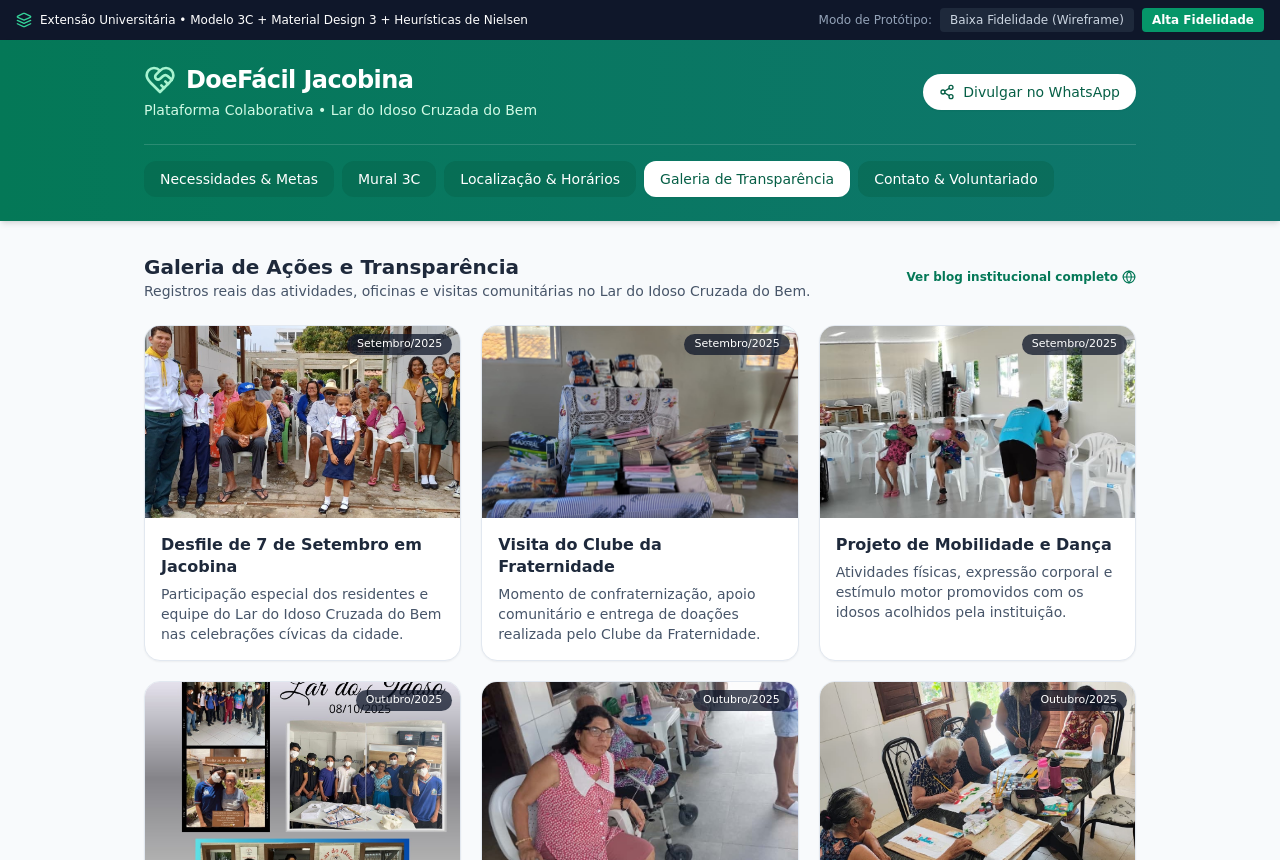 Extensão Universitária • Modelo 3C + Material Design 3 + Heurísticas de Nielsen
Modo de Protótipo:
Baixa Fidelidade (Wireframe)
Alta Fidelidade
DoeFácil Jacobina
Plataforma Colaborativa • Lar do Idoso Cruzada do Bem
Divulgar no WhatsApp
Necessidades & Metas
Mural 3C
Localização & Horários
Galeria de Transparência
Contato & Voluntariado
Galeria de Ações e Transparência
Registros reais das atividades, oficinas e visitas comunitárias no Lar do Idoso Cruzada do Bem.
Ver blog institucional completo
Setembro/2025
Desfile de 7 de Setembro em
Jacobina
Participação especial dos residentes e
equipe do Lar do Idoso Cruzada do Bem
nas celebrações cívicas da cidade.
Setembro/2025
Visita do Clube da
Fraternidade
Momento de confraternização, apoio
comunitário e entrega de doações
realizada pelo Clube da Fraternidade.
Setembro/2025
Projeto de Mobilidade e Dança
Atividades físicas, expressão corporal e
estímulo motor promovidos com os
idosos acolhidos pela instituição.
Lar do Idoso
Outubro/2025
08/10/2025
Outubro/2025
Outubro/2025